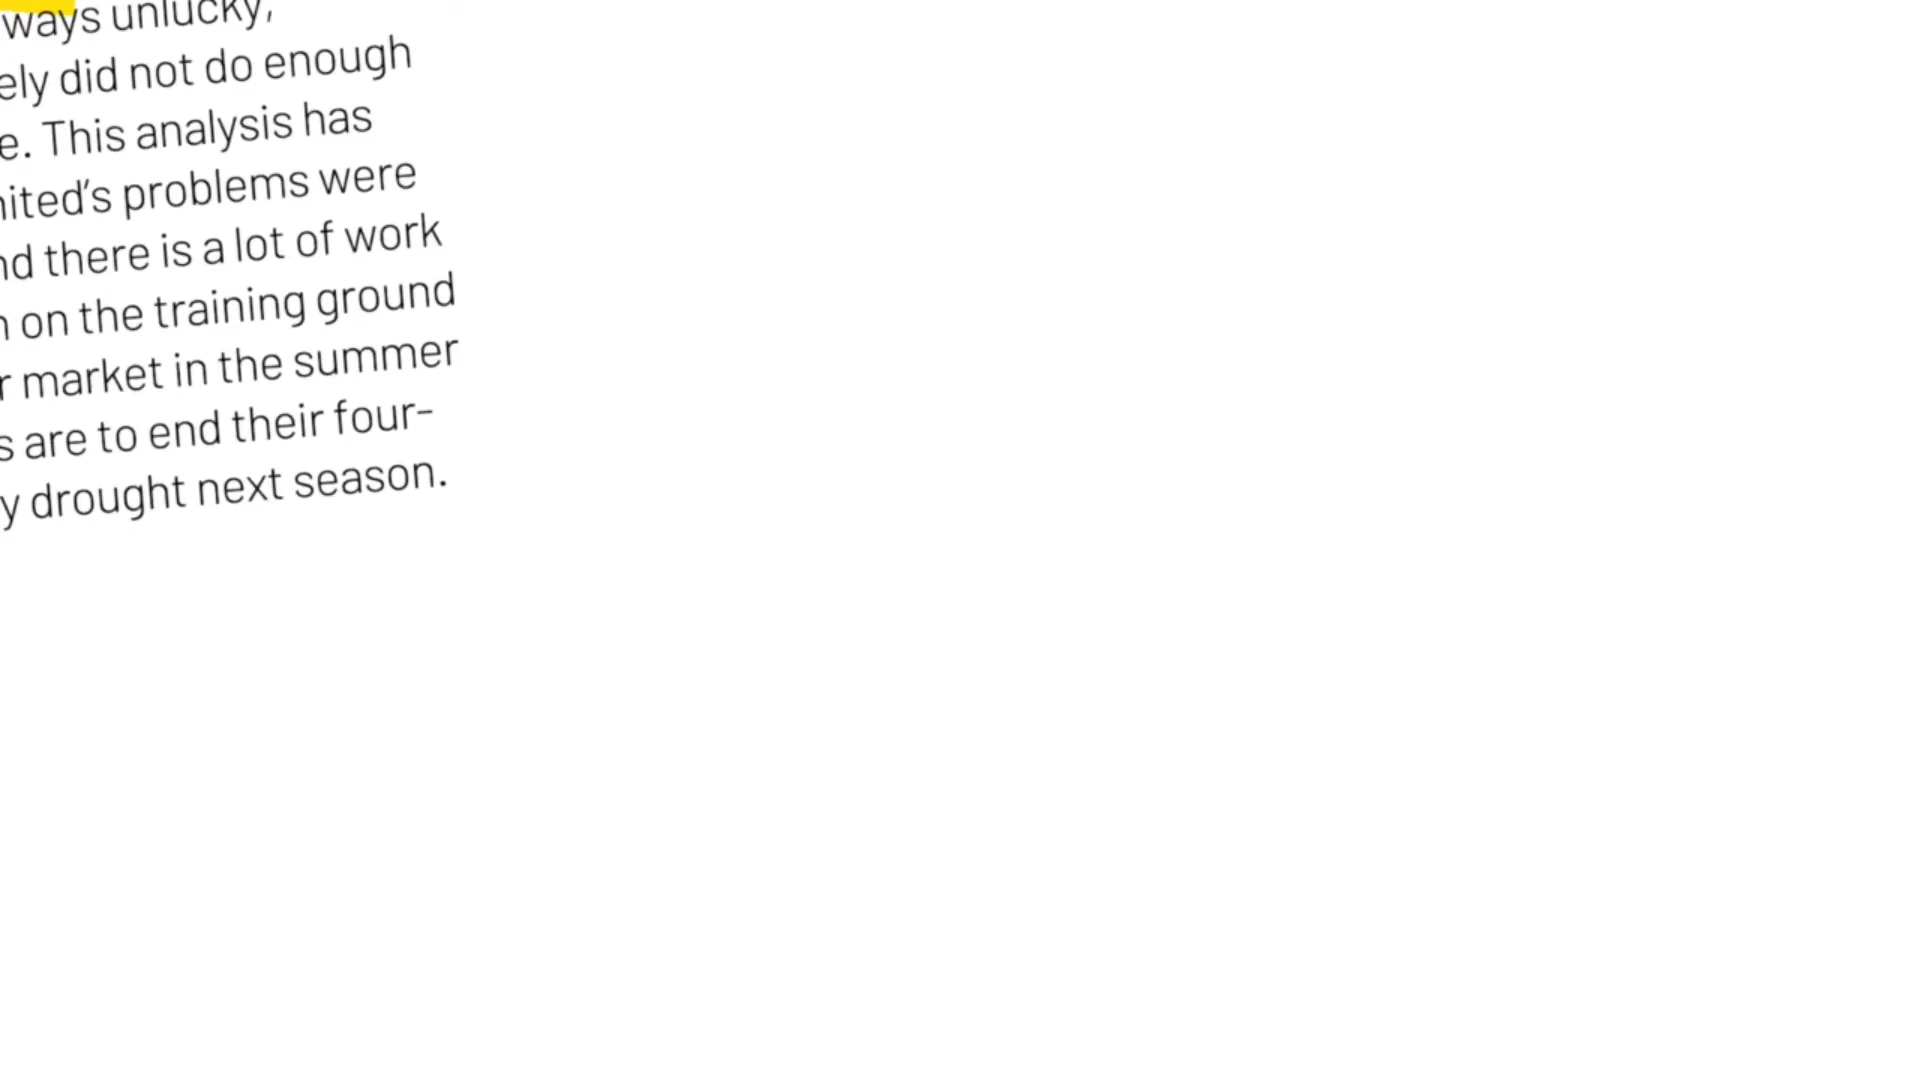 ways unlucky,
ely did not do enough
e. This analysis has
nited's problems were
nd there is a lot of work
n on the training ground
r market in the summer
s are to end their four-
y drought next season.